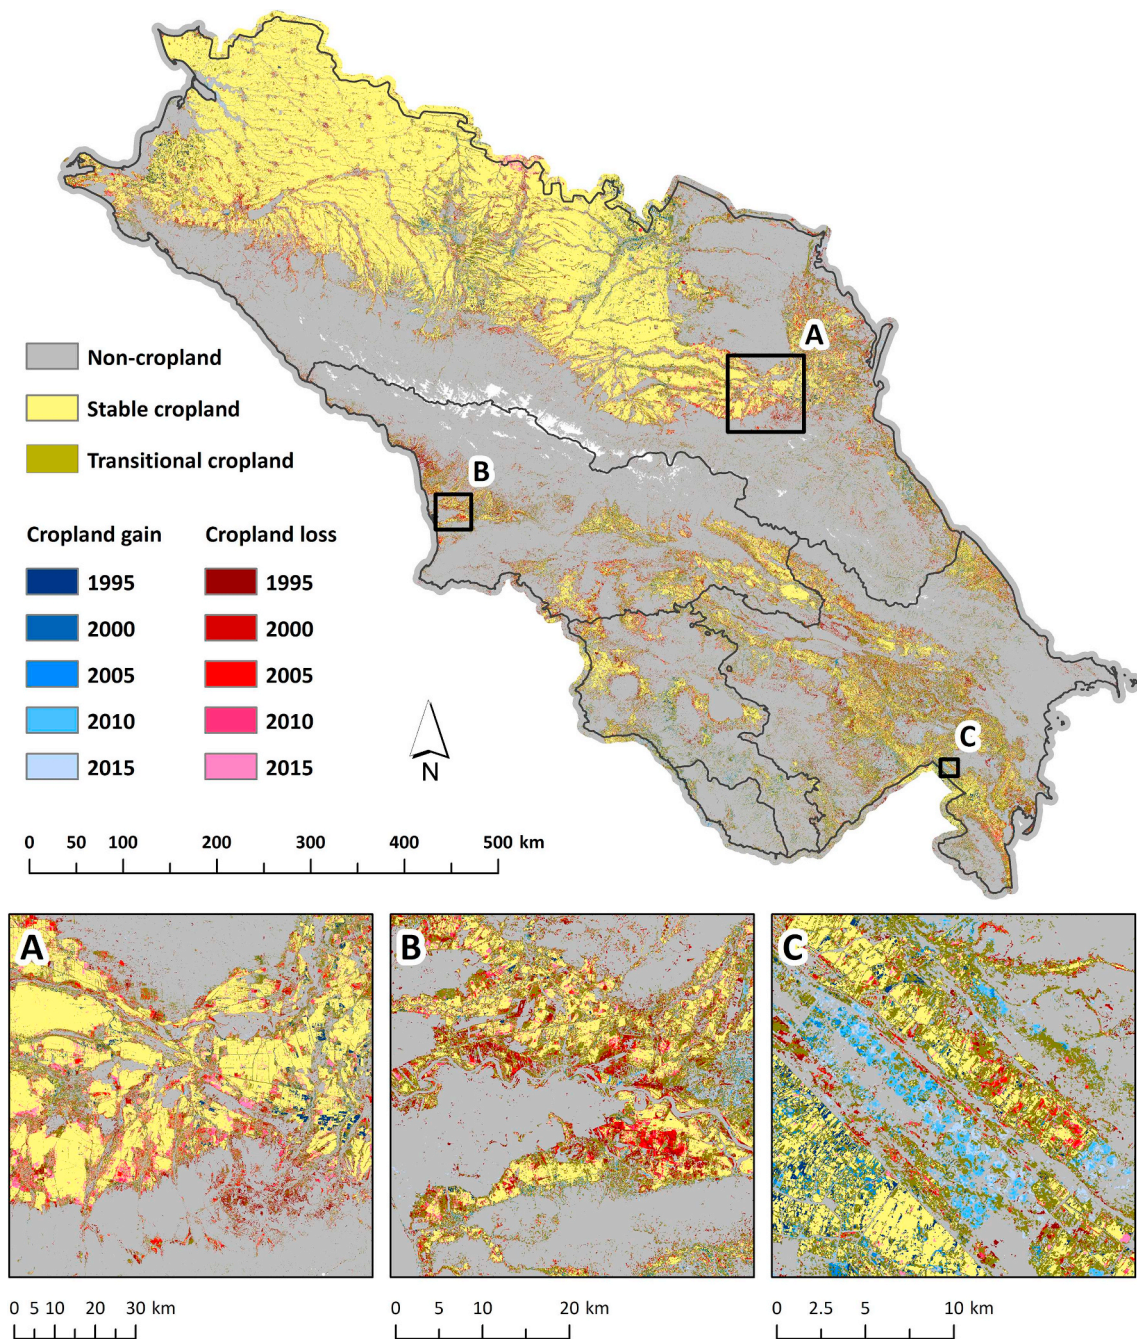 A
B
C
Non-cropland
Stable cropland
Transitional cropland
Cropland gain Cropland loss
1995 1995
2000 2000
2005 2005
2010 2010
2015 2015
N
0 50 100 200 300 400 500 km
A B C
0 5 10 20 30 km
0 5 10 20 km
0 2.5 5 10 km